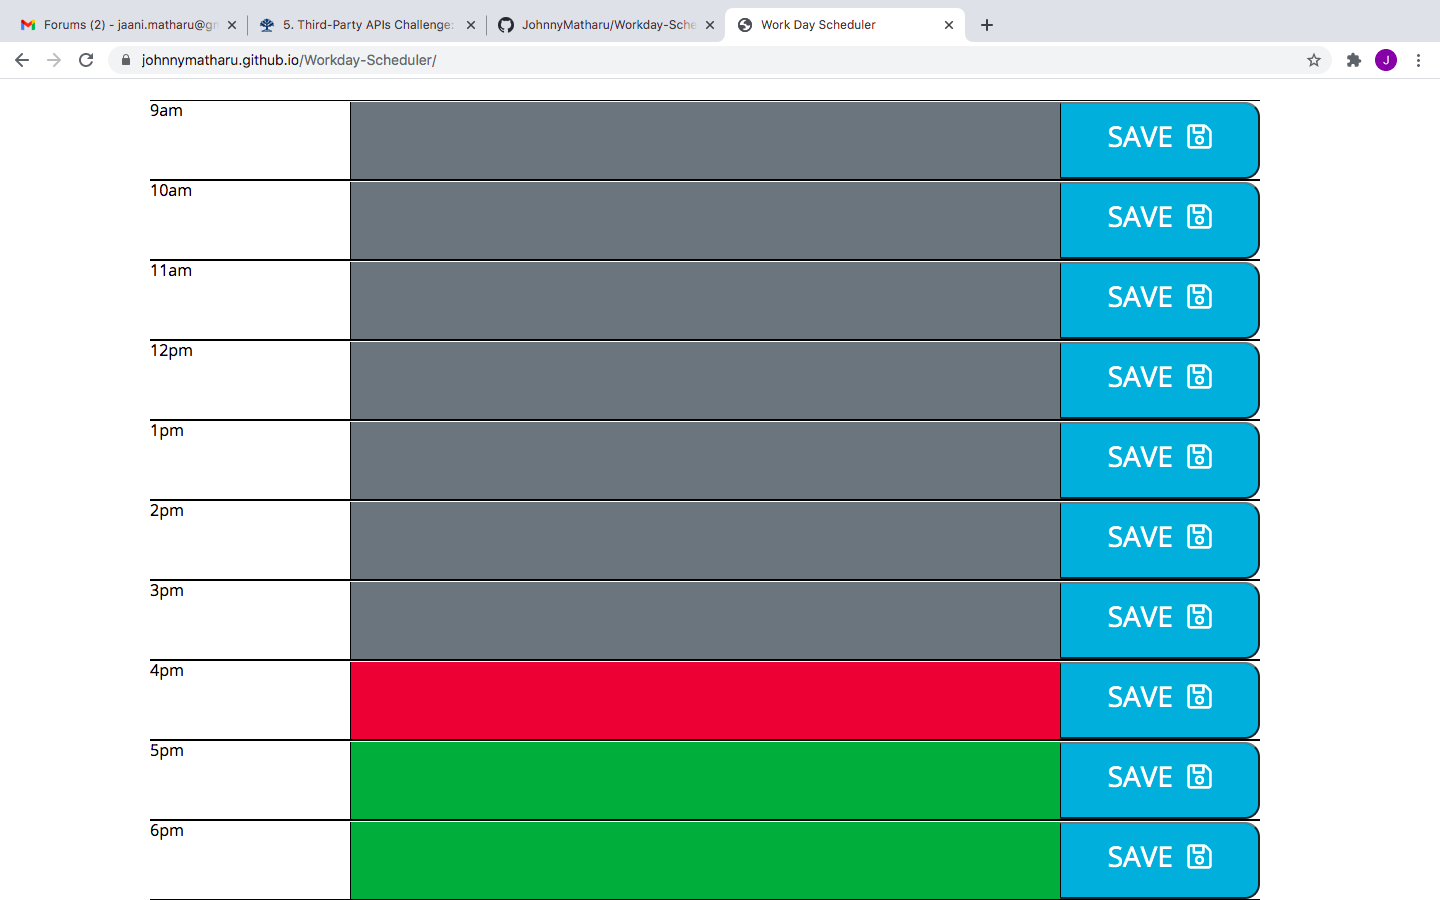 Forums (2) - jaani.matharu@gm
5. Third-Party APIs Challenge:
JohnnyMatharu/Workday-Sche
Work Day Scheduler
johnnymatharu.github.io/Workday-Scheduler/
J
9am
SAVE
10am
SAVE
11am
SAVE
12pm
SAVE
1pm
SAVE
2pm
SAVE
3pm
SAVE
4pm
SAVE
5pm
SAVE
6pm
SAVE